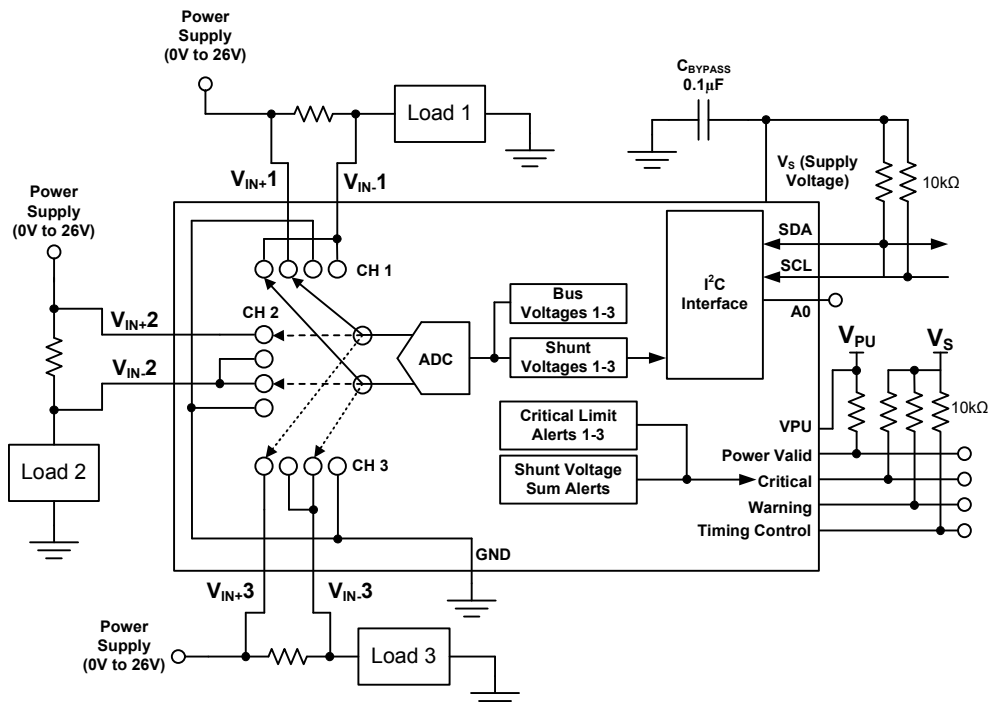 Power
Supply
(0V to 26V)
Load 1
CBYPASS
0.1µF
VS (Supply
Voltage)
10kΩ
VIN+1
VIN-1
Power
Supply
(0V to 26V)
CH 1
SDA
SCL
I2C
Interface
A0
Bus
Voltages 1-3
VIN+2
CH 2
ADC
Shunt
Voltages 1-3
VIN-2
VPU
VS
Critical Limit
Alerts 1-3
10kΩ
VPU
Load 2
CH 3
Shunt Voltage
Sum Alerts
Power Valid
Critical
Warning
Timing Control
GND
VIN+3
VIN-3
Power
Supply
(0V to 26V)
Load 3